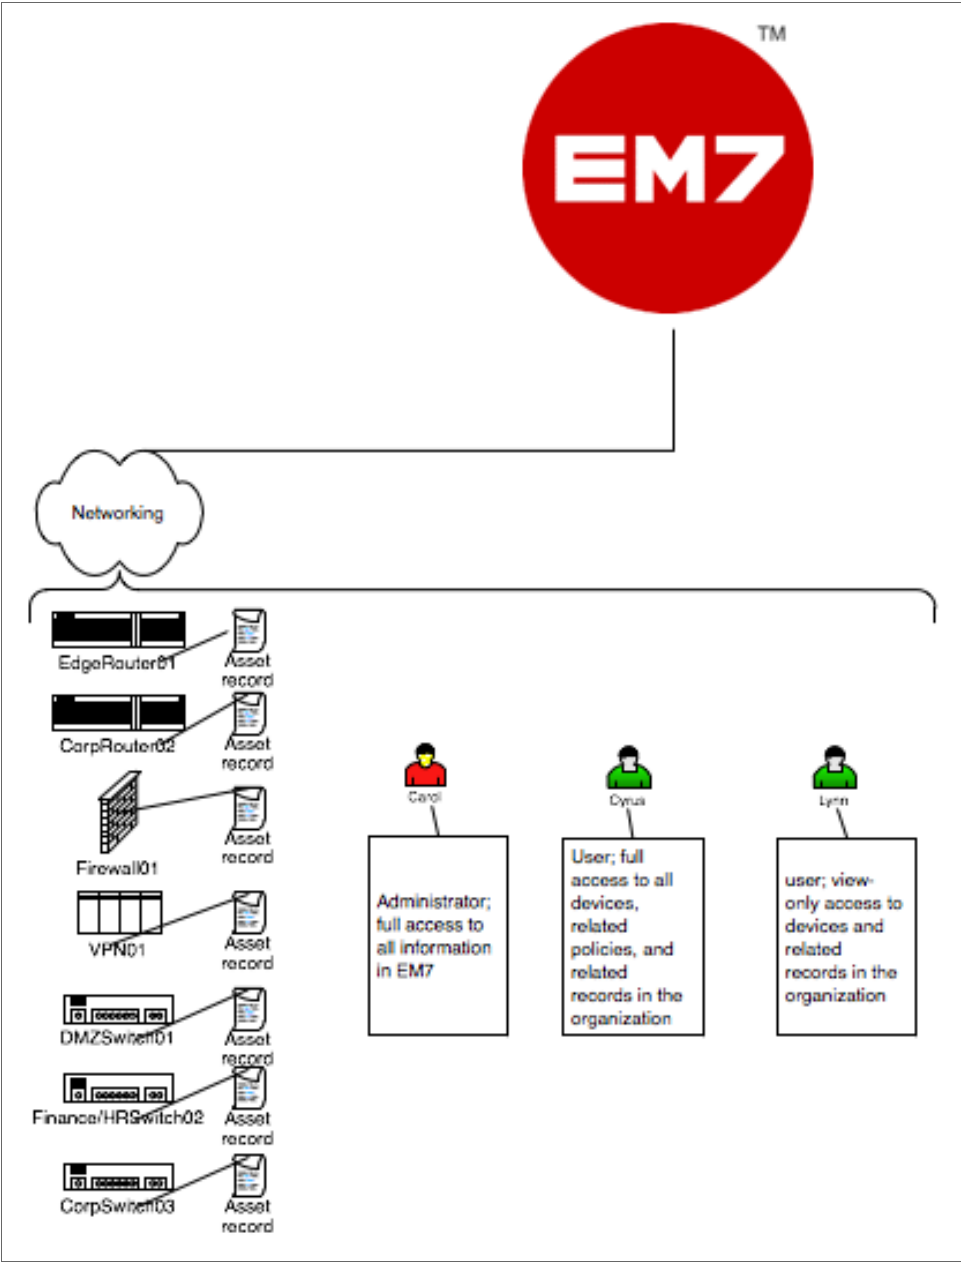 TM
EM7
Networking
EdgeRouter01
Asset
record
CorpRouter02
Asset
record
Firewall01
Asset
record
VPN01
Asset
record
DMZSwitch01
Asset
record
Finance/HRSwitch02
Asset
record
CorpSwitch03
Asset
record
Carol
Administrator;
full access to
all information
in EM7
Cyrus
User; full
access to all
devices,
related
policies, and
related
records in the
organization
Lynn
user; view-
only access to
devices and
related
records in the
organization